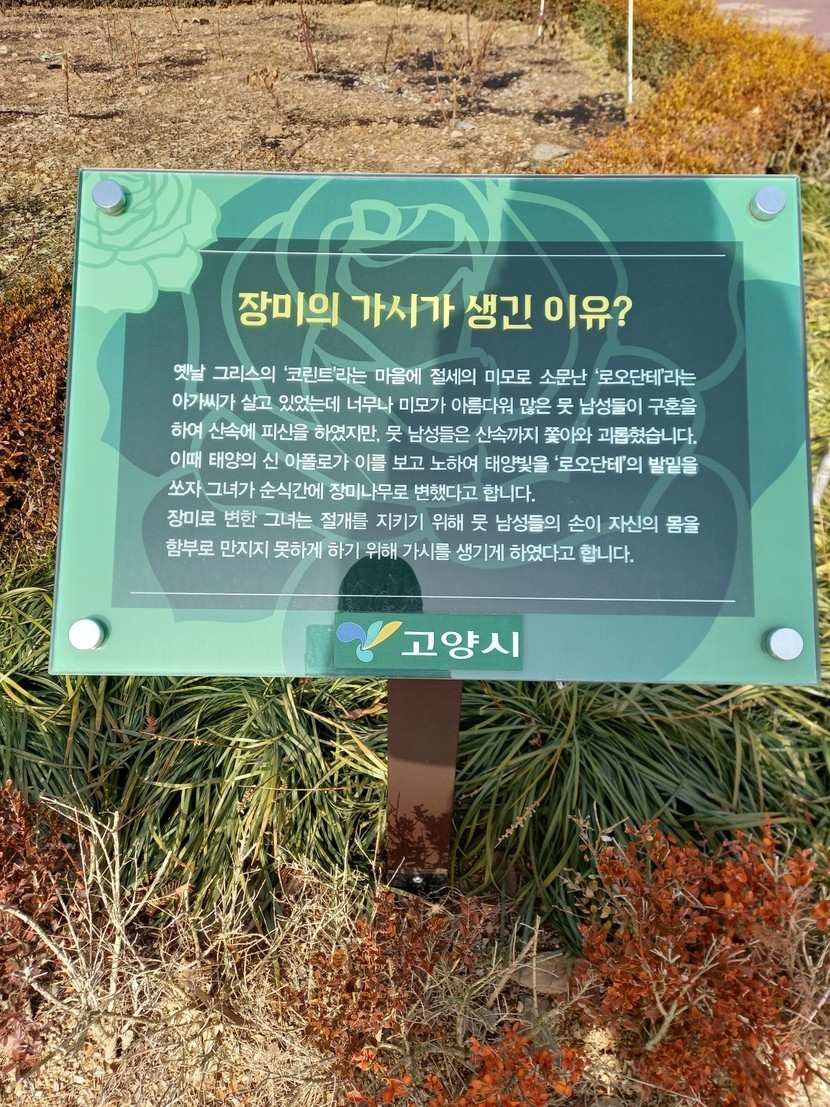 장미의 가시가 생긴 이유?
옛날 그리스의 '코린트'라는 마을에 절세의 미모로 소문난 '로오단테'라는
아가씨가 살고 있었는데 너무나 미모가 아름다워 많은 뭇 남성들이 구혼을
하여 산속에 피신을 하였지만, 뭇 남성들은 산속까지 쫓아와 괴롭혔습니다.
이때 태양의 신 아폴로가 이를 보고 노하여 태양빛을 '로오단테'의 발밑을
쏘자 그녀가 순식간에 장미나무로 변했다고 합니다.
장미로 변한 그녀는 절개를 지키기 위해 뭇 남성들의 손이 자신의 몸을
함부로 만지지 못하게 하기 위해 가시를 생기게 하였다고 합니다.
고양시